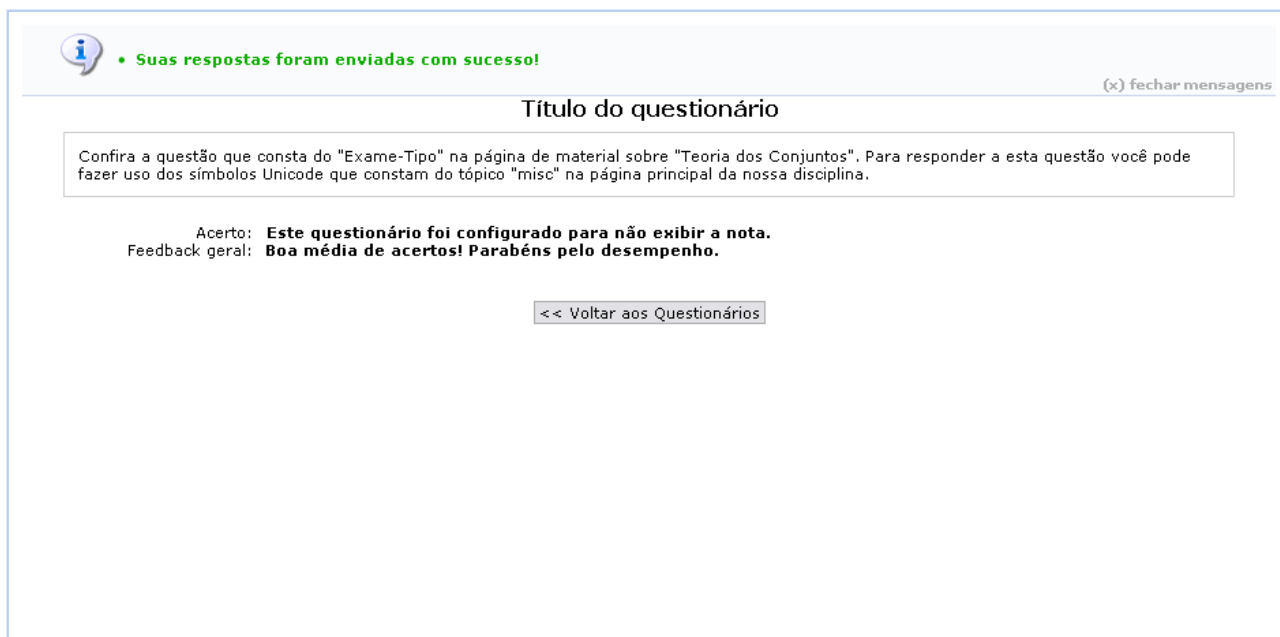 • Suas respostas foram enviadas com sucesso!
(x) fechar mensagens
Título do questionário
Confira a questão que consta do "Exame-Tipo" na página de material sobre "Teoria dos Conjuntos". Para responder a esta questão você pode
fazer uso dos símbolos Unicode que constam do tópico "misc" na página principal da nossa disciplina.
Acerto: Este questionário foi configurado para não exibir a nota.
Feedback geral: Boa média de acertos! Parabéns pelo desempenho.
<< Voltar aos Questionários